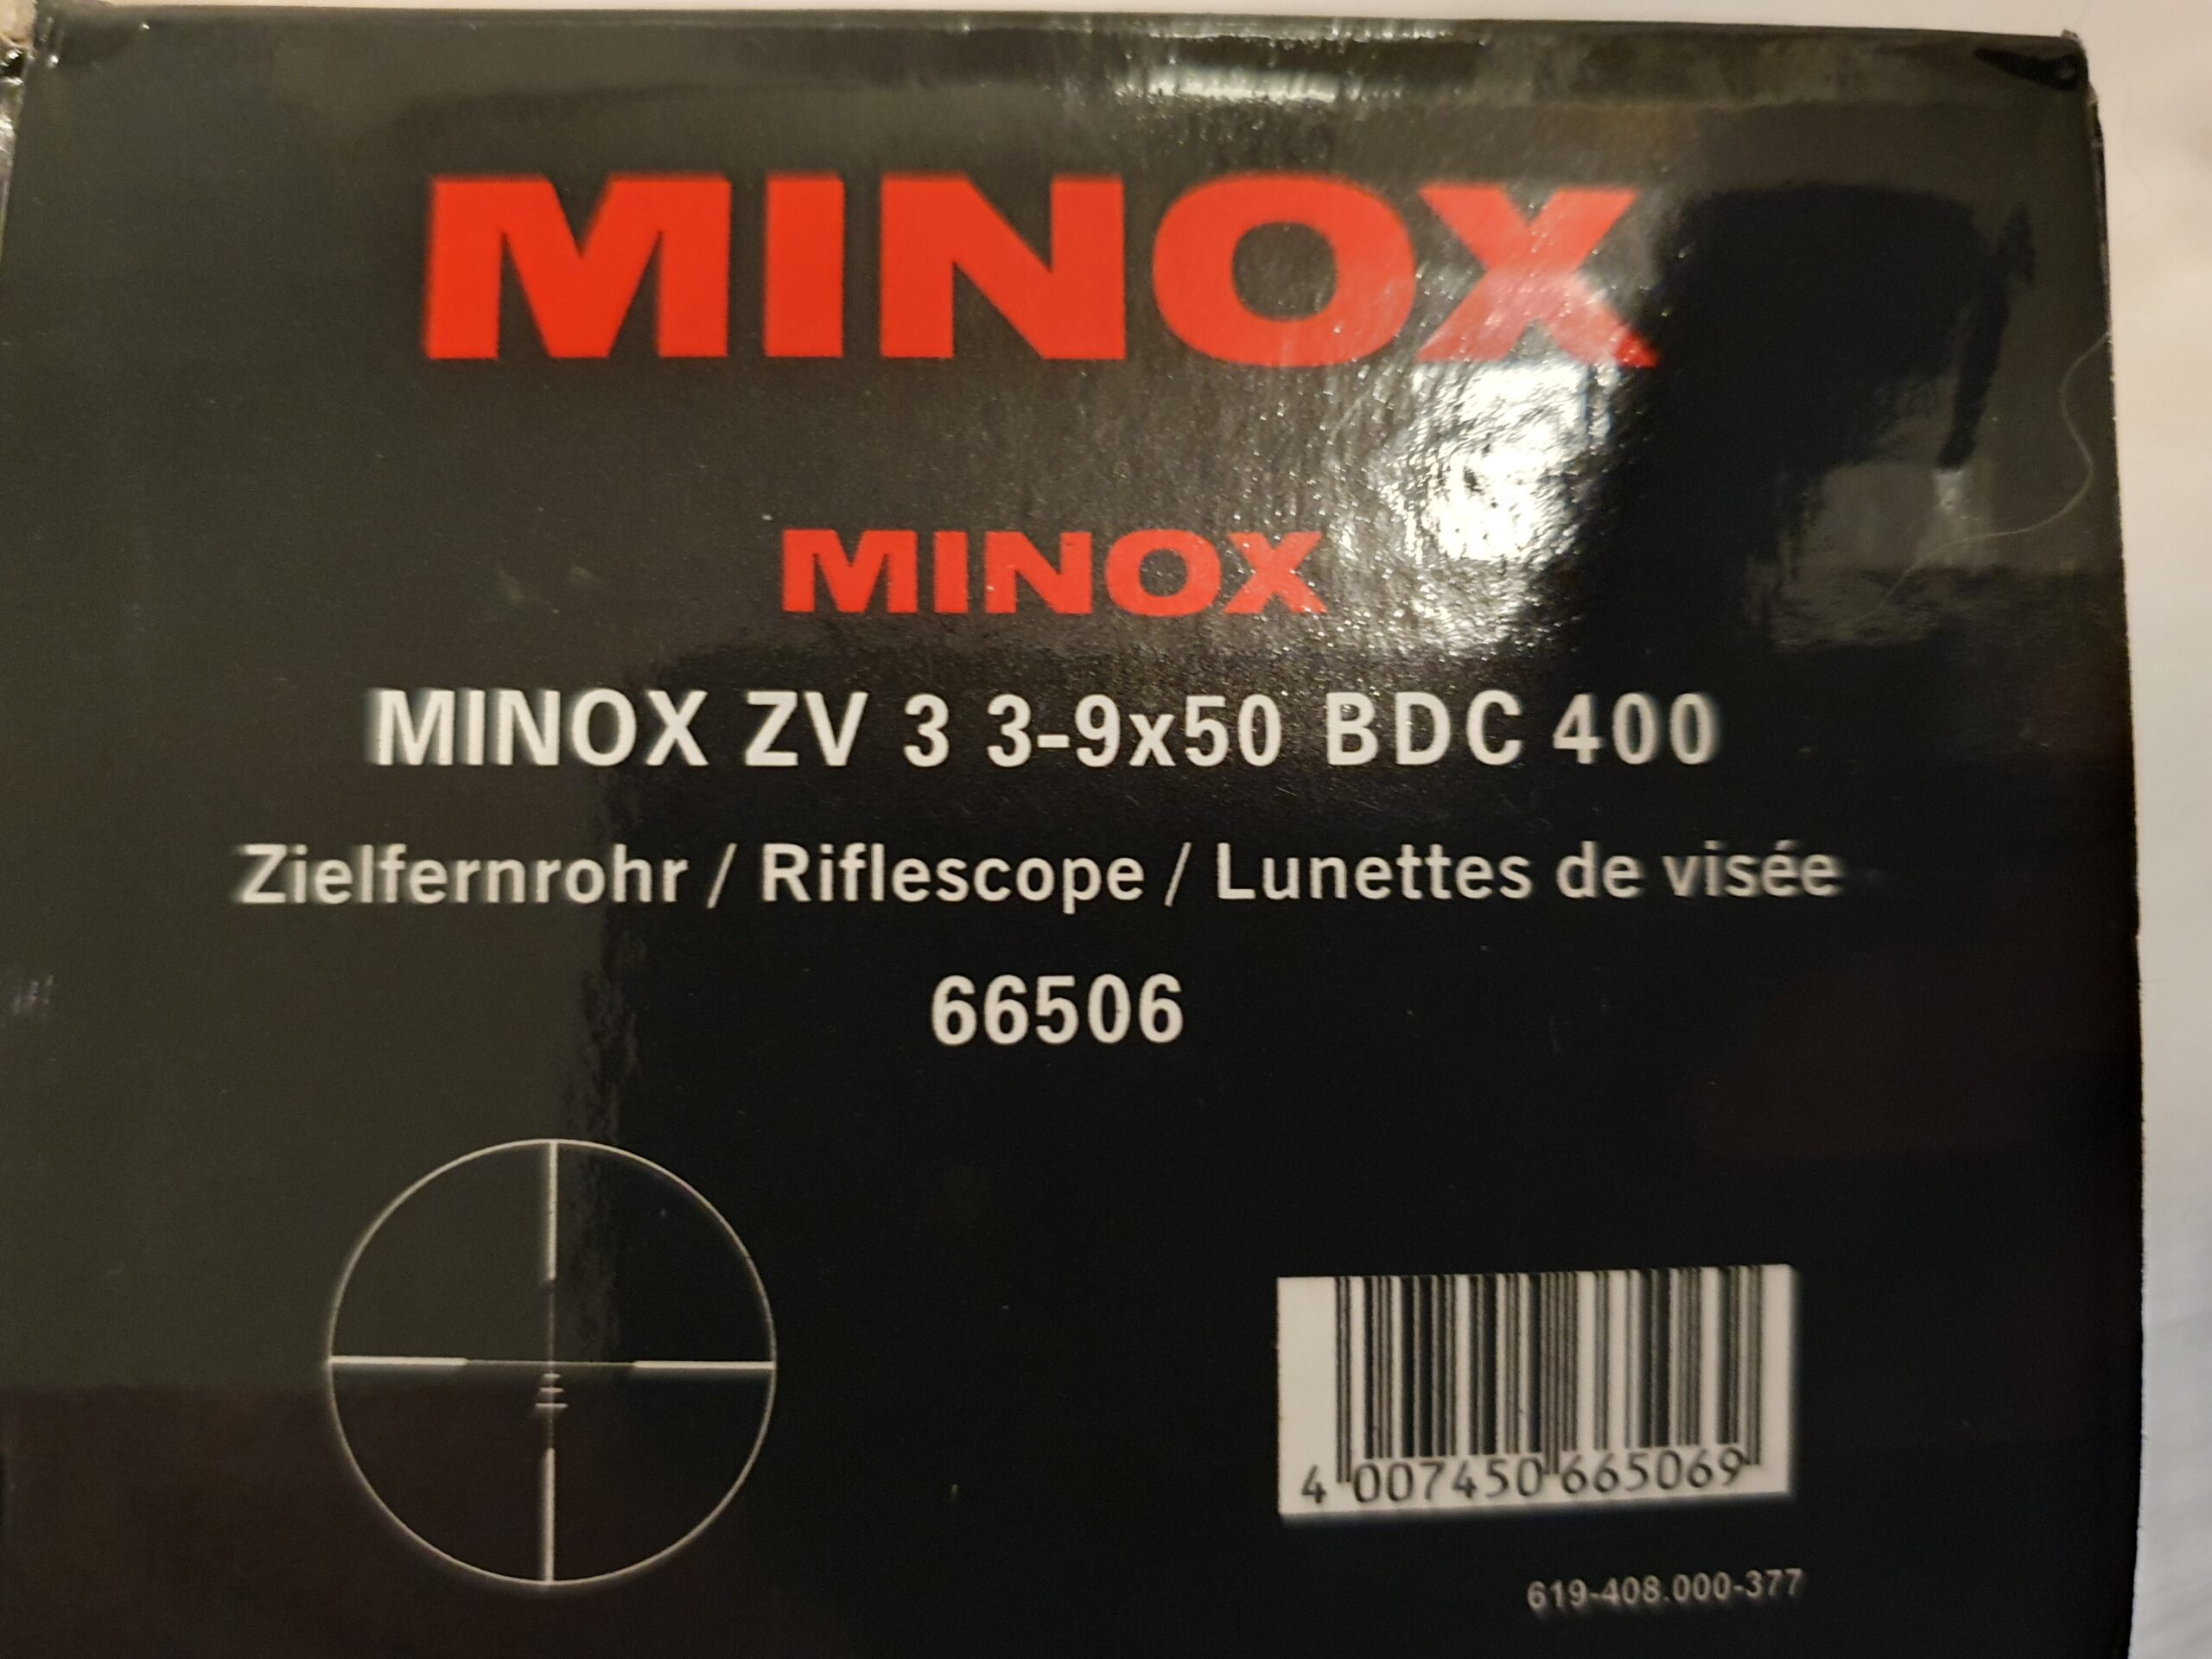 MINOX
MINOX
MINOX ZV 3 3-9x50 BDC 400
Zielfernrohr / Riflescope / Lunettes de visée
66506
4 007450 665069
619-408.000-377